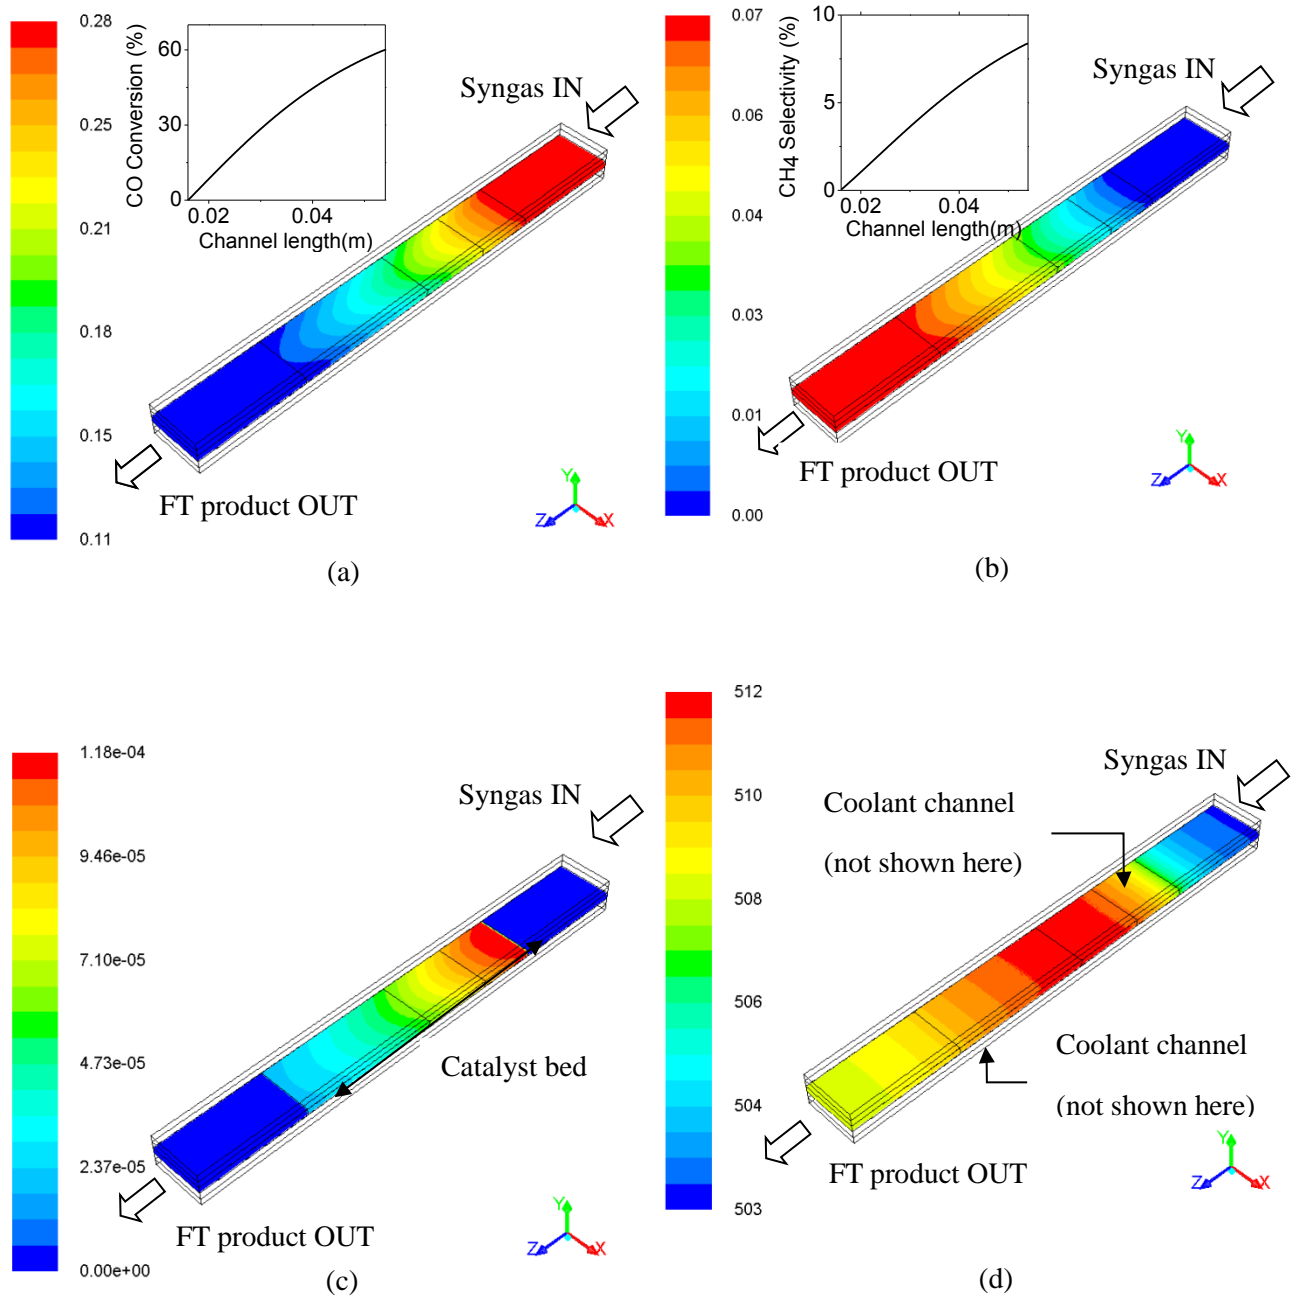 0.28
0.25
0.21
0.18
0.15
0.11
CO Conversion (%)
60
30
0
0.02
0.04
Channel length(m)
Syngas IN
FT product OUT
Y
Z
X
(a)
0.07
0.06
0.04
0.03
0.01
0.00
CH4 Selectivity (%)
10
5
0
0.02
0.04
Channel length(m)
Syngas IN
FT product OUT
Y
Z
X
(b)
1.18e-04
9.46e-05
7.10e-05
4.73e-05
2.37e-05
0.00e+00
Syngas IN
Catalyst bed
FT product OUT
Y
Z
X
(c)
512
510
508
506
504
503
Syngas IN
Coolant channel
(not shown here)
Coolant channel
(not shown here)
FT product OUT
Y
Z
X
(d)